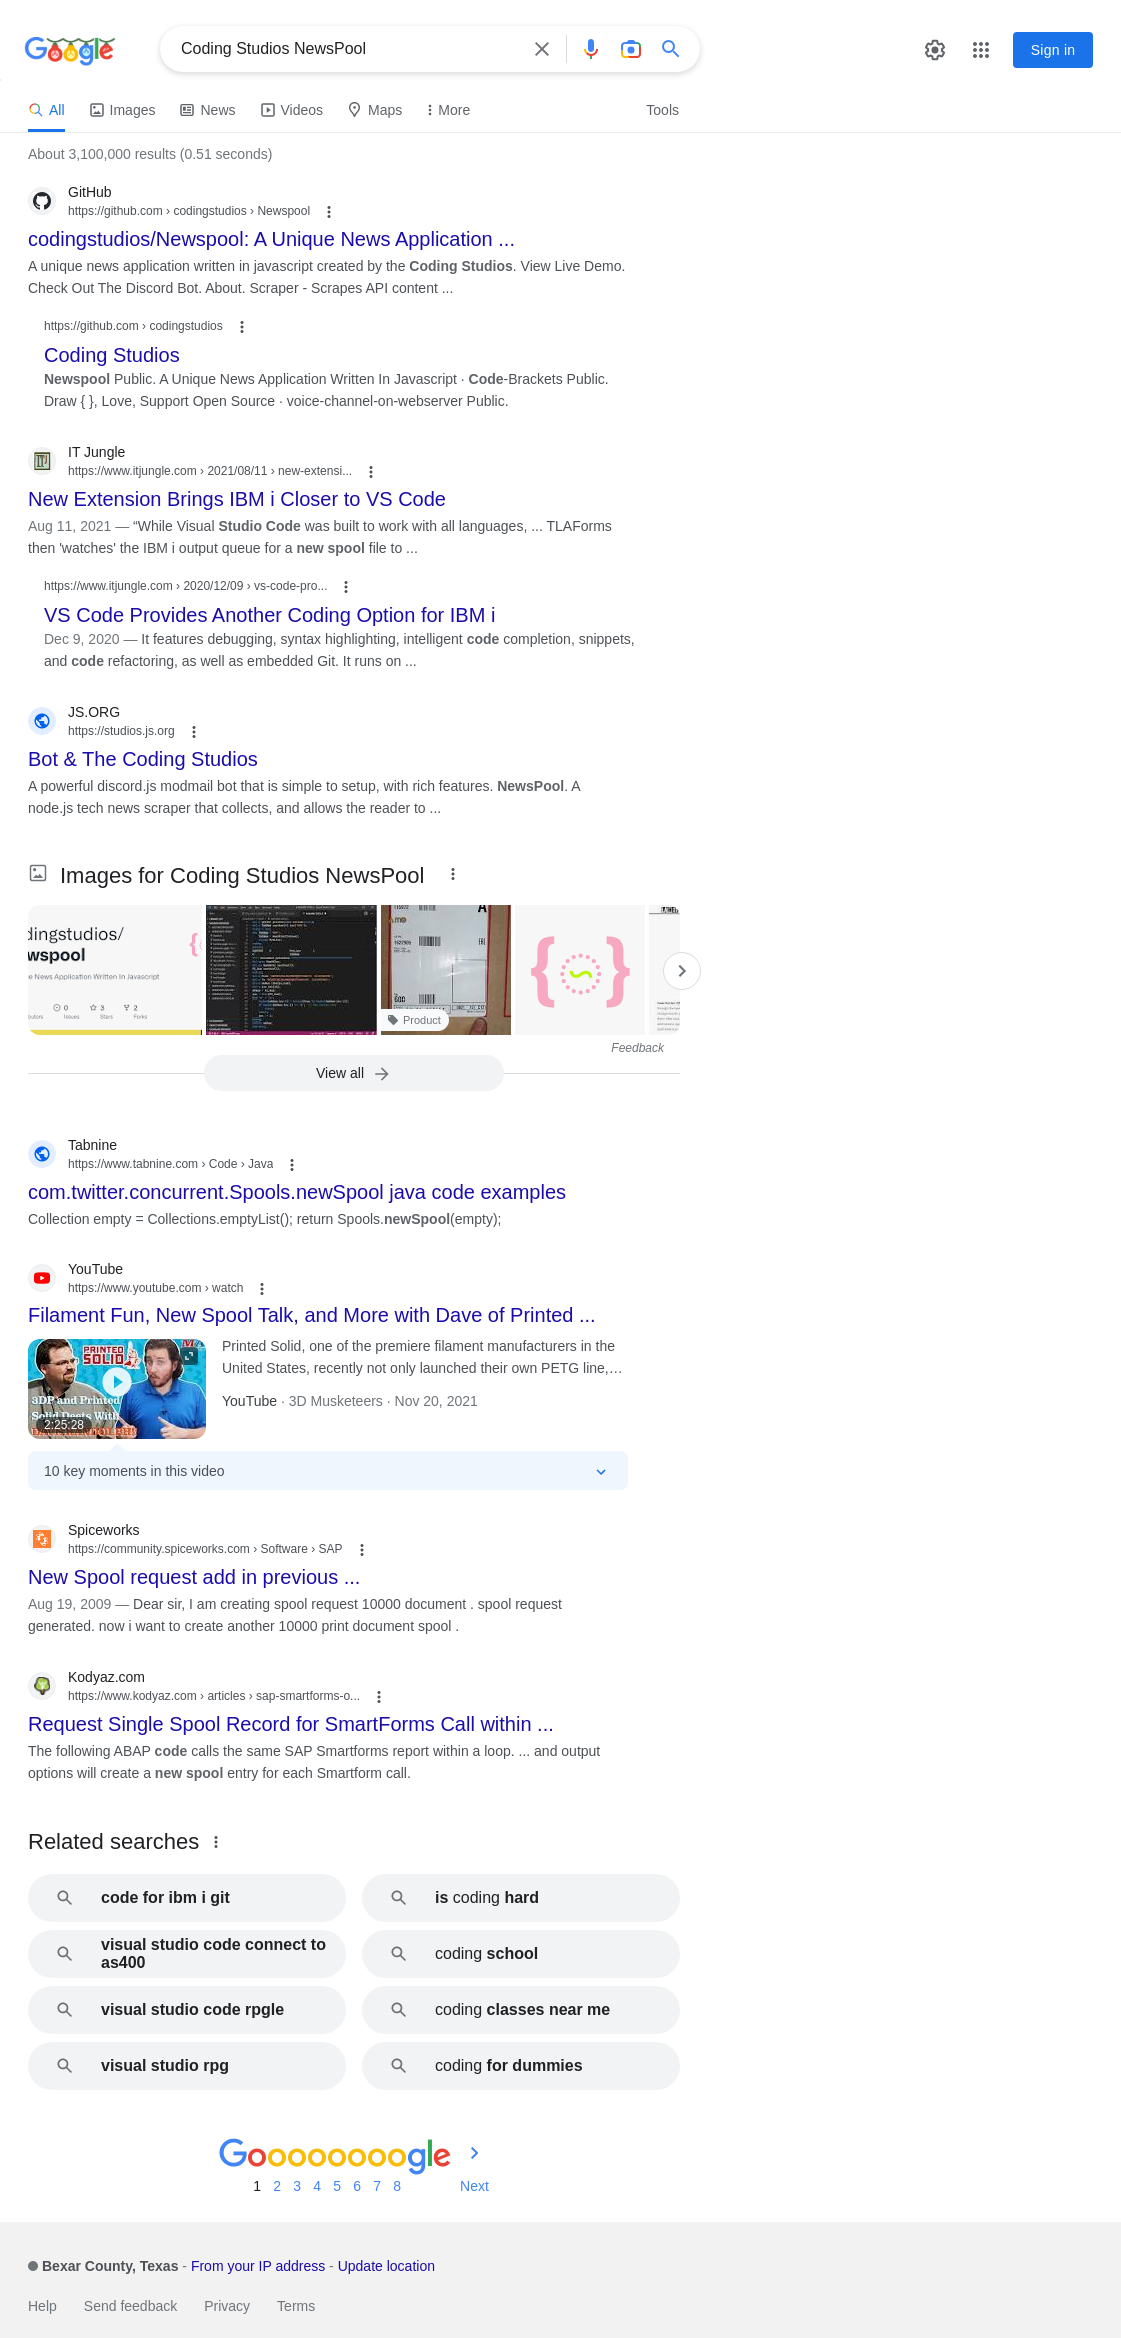 Google
Coding Studios NewsPool
Sign in
All
Images
News
Videos
Maps
More
Tools
About 3,100,000 results (0.51 seconds)
GitHub
https://github.com › codingstudios › Newspool
codingstudios/Newspool: A Unique News Application ...
A unique news application written in javascript created by the Coding Studios. View Live Demo.
Check Out The Discord Bot. About. Scraper - Scrapes API content ...
https://github.com › codingstudios
Coding Studios
Newspool Public. A Unique News Application Written In Javascript · Code-Brackets Public.
Draw { }, Love, Support Open Source · voice-channel-on-webserver Public.
IT Jungle
https://www.itjungle.com › 2021/08/11 › new-extensi...
New Extension Brings IBM i Closer to VS Code
Aug 11, 2021 — “While Visual Studio Code was built to work with all languages, ... TLAForms
then 'watches' the IBM i output queue for a new spool file to ...
https://www.itjungle.com › 2020/12/09 › vs-code-pro...
VS Code Provides Another Coding Option for IBM i
Dec 9, 2020 — It features debugging, syntax highlighting, intelligent code completion, snippets,
and code refactoring, as well as embedded Git. It runs on ...
JS.ORG
https://studios.js.org
Bot & The Coding Studios
A powerful discord.js modmail bot that is simple to setup, with rich features. NewsPool. A
node.js tech news scraper that collects, and allows the reader to ...
Images for Coding Studios NewsPool
dingstudios/
wspool
e News Application Written In Javascript
0
3
2
Issues
Stars
Forks
Product
Feedback
View all
Tabnine
https://www.tabnine.com › Code › Java
com.twitter.concurrent.Spools.newSpool java code examples
Collection empty = Collections.emptyList(); return Spools.newSpool(empty);
YouTube
https://www.youtube.com › watch
Filament Fun, New Spool Talk, and More with Dave of Printed ...
PRINTED
SOLID
3DP and Printed
Solid Deets With
2:25:28
Printed Solid, one of the premiere filament manufacturers in the
United States, recently not only launched their own PETG line,…
YouTube · 3D Musketeers · Nov 20, 2021
10 key moments in this video
Spiceworks
https://community.spiceworks.com › Software › SAP
New Spool request add in previous ...
Aug 19, 2009 — Dear sir, I am creating spool request 10000 document . spool request
generated. now i want to create another 10000 print document spool .
Kodyaz.com
https://www.kodyaz.com › articles › sap-smartforms-o...
Request Single Spool Record for SmartForms Call within ...
The following ABAP code calls the same SAP Smartforms report within a loop. ... and output
options will create a new spool entry for each Smartform call.
Related searches
code for ibm i git
is coding hard
visual studio code connect to
as400
coding school
visual studio code rpgle
coding classes near me
visual studio rpg
coding for dummies
Goooooooogle
1 2 3 4 5 6 7 8 Next
Bexar County, Texas - From your IP address - Update location
Help Send feedback Privacy Terms